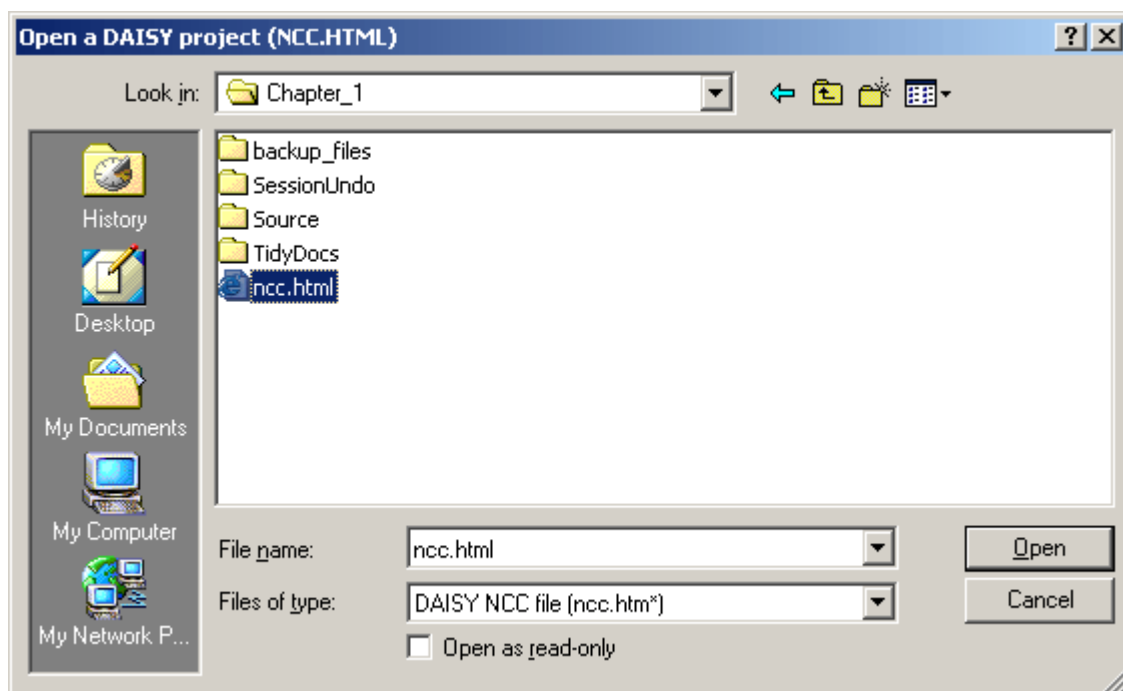 Open a DAISY project (NCC.HTML)
Look in:
Chapter_1
History
Desktop
My Documents
My Computer
My Network P...
backup_files
SessionUndo
Source
TidyDocs
ncc.html
File name:
ncc.html
Open
Files of type:
DAISY NCC file (ncc.htm*)
Cancel
Open as read-only